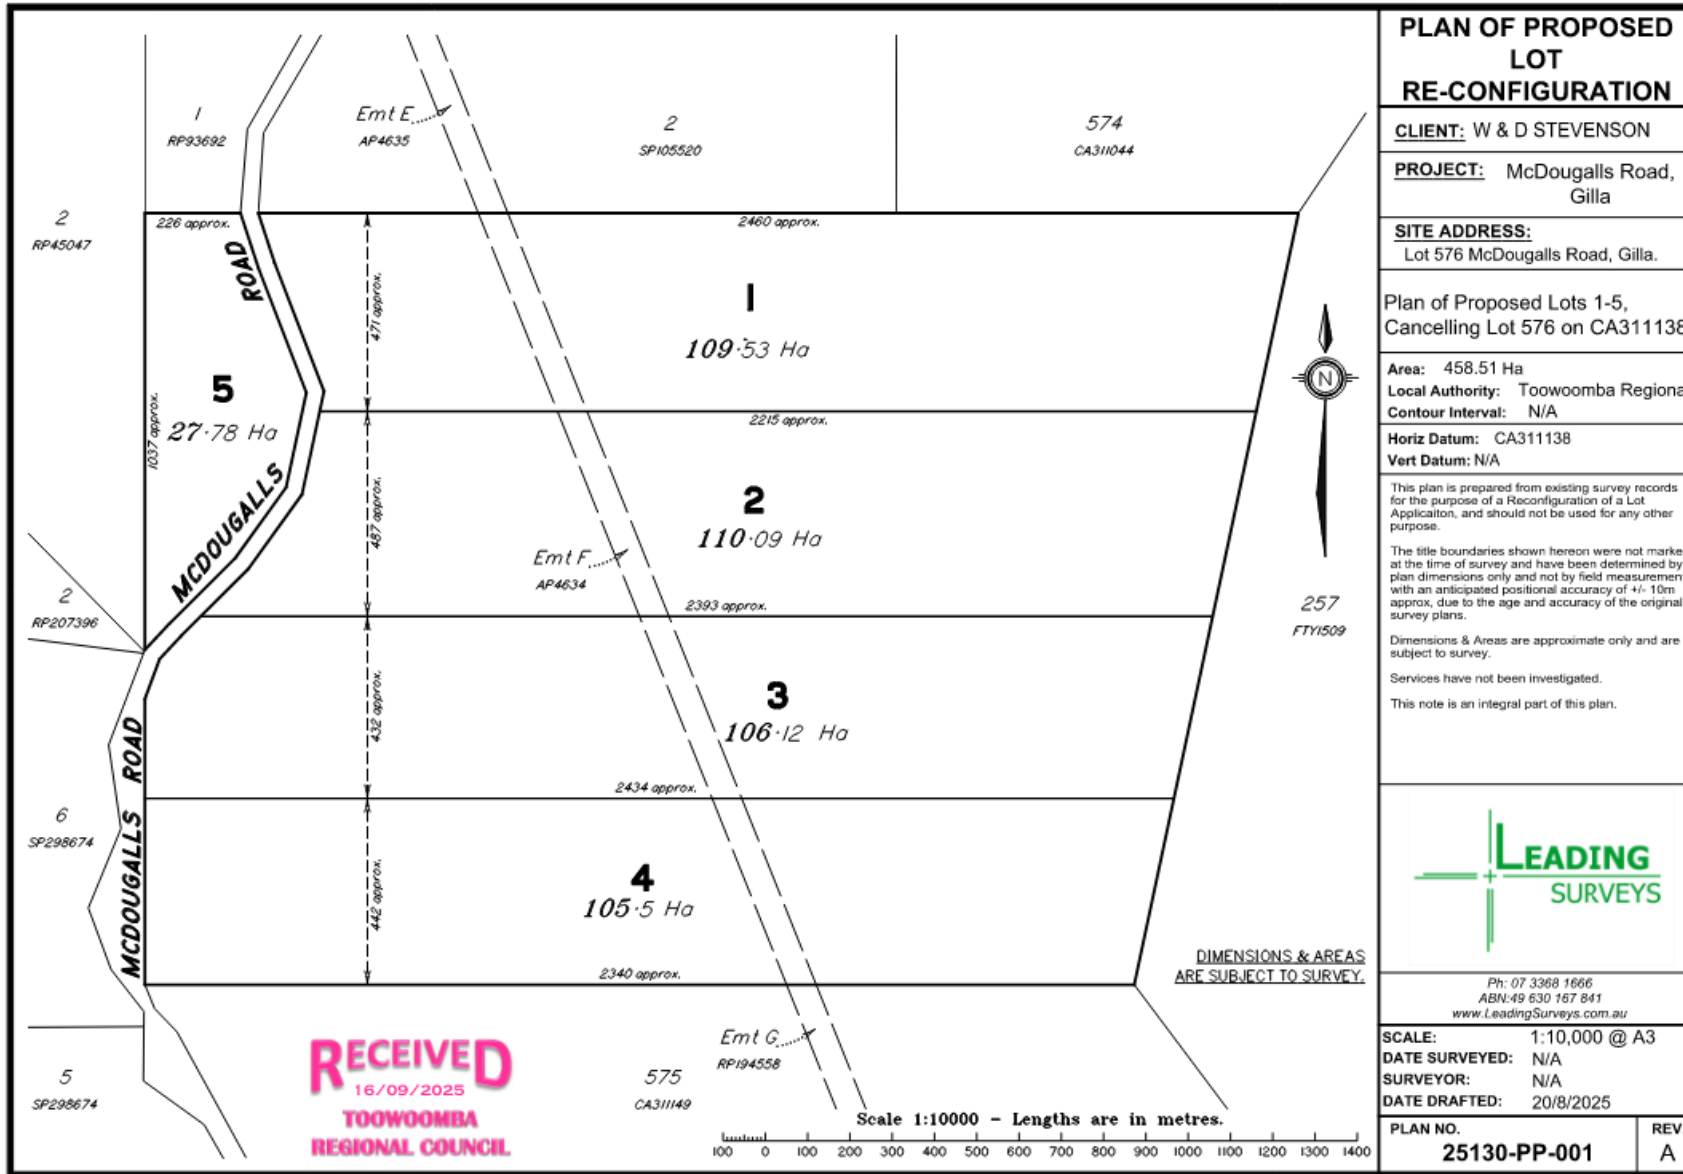 1
RP93692
Emt E
AP4635
2
SP105520
574
CA311044
2
RP45047
226 approx.
2460 approx.
ROAD
471 approx.
1
109·53 Ha
5
27·78 Ha
1037 approx.
2215 approx.
N
MCDOUGALLS
487 approx.
2
110·09 Ha
Emt F
AP4634
2393 approx.
2
RP207396
257
FTY1509
3
106·12 Ha
432 approx.
MCDOUGALLS ROAD
2434 approx.
6
SP298674
4
105·5 Ha
442 approx.
2340 approx.
DIMENSIONS & AREAS
ARE SUBJECT TO SURVEY.
Emt G
RP194558
5
SP298674
575
CA311149
RECEIVED
16/09/2025
TOOWOOMBA
REGIONAL COUNCIL
Scale 1:10000 - Lengths are in metres.
100 0 100 200 300 400 500 600 700 800 900 1000 1100 1200 1300 1400
PLAN OF PROPOSED
LOT
RE-CONFIGURATION
CLIENT: W & D STEVENSON
PROJECT: McDougalls Road,
Gilla
SITE ADDRESS:
Lot 576 McDougalls Road, Gilla.
Plan of Proposed Lots 1-5,
Cancelling Lot 576 on CA311138
Area: 458.51 Ha
Local Authority: Toowoomba Regiona
Contour Interval: N/A
Horiz Datum: CA311138
Vert Datum: N/A
This plan is prepared from existing survey records
for the purpose of a Reconfiguration of a Lot
Applicaiton, and should not be used for any other
purpose.
The title boundaries shown hereon were not marke
at the time of survey and have been determined by
plan dimensions only and not by field measurement
with an anticipated positional accuracy of +/- 10m
approx, due to the age and accuracy of the original
survey plans.
Dimensions & Areas are approximate only and are
subject to survey.
Services have not been investigated.
This note is an integral part of this plan.
LEADING
SURVEYS
Ph: 07 3368 1666
ABN:49 630 167 841
www.LeadingSurveys.com.au
SCALE: 1:10,000 @ A3
DATE SURVEYED: N/A
SURVEYOR: N/A
DATE DRAFTED: 20/8/2025
PLAN NO.
25130-PP-001
REV
A